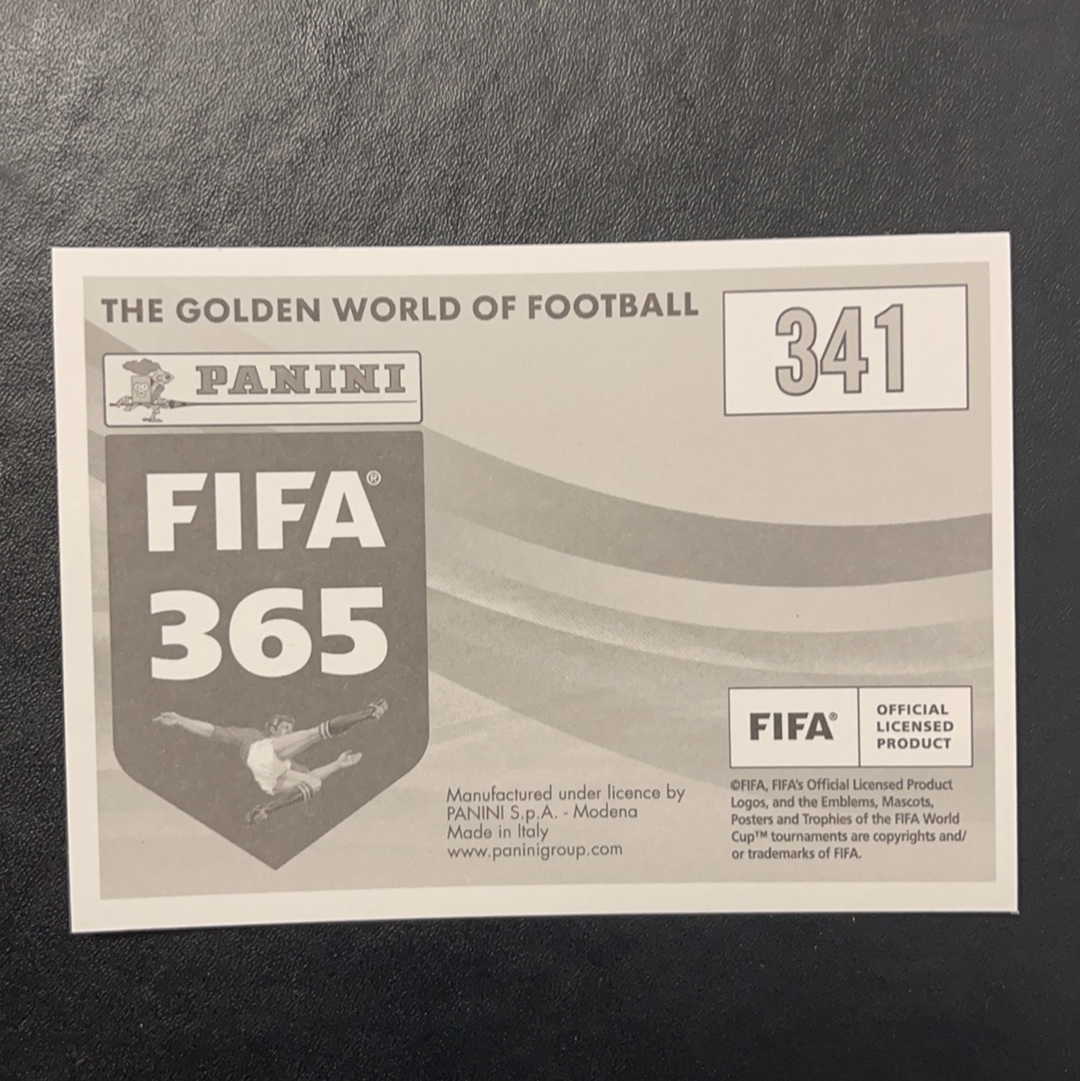 THE GOLDEN WORLD OF FOOTBALL
341
PANINI
FIFA®
365
Manufactured under licence by
PANINI S.p.A. - Modena
Made in Italy
www.paninigroup.com
FIFA®
OFFICIAL
LICENSED
PRODUCT
©FIFA, FIFA's Official Licensed Product
Logos, and the Emblems, Mascots,
Posters and Trophies of the FIFA World
Cup™ tournaments are copyrights and/
or trademarks of FIFA.